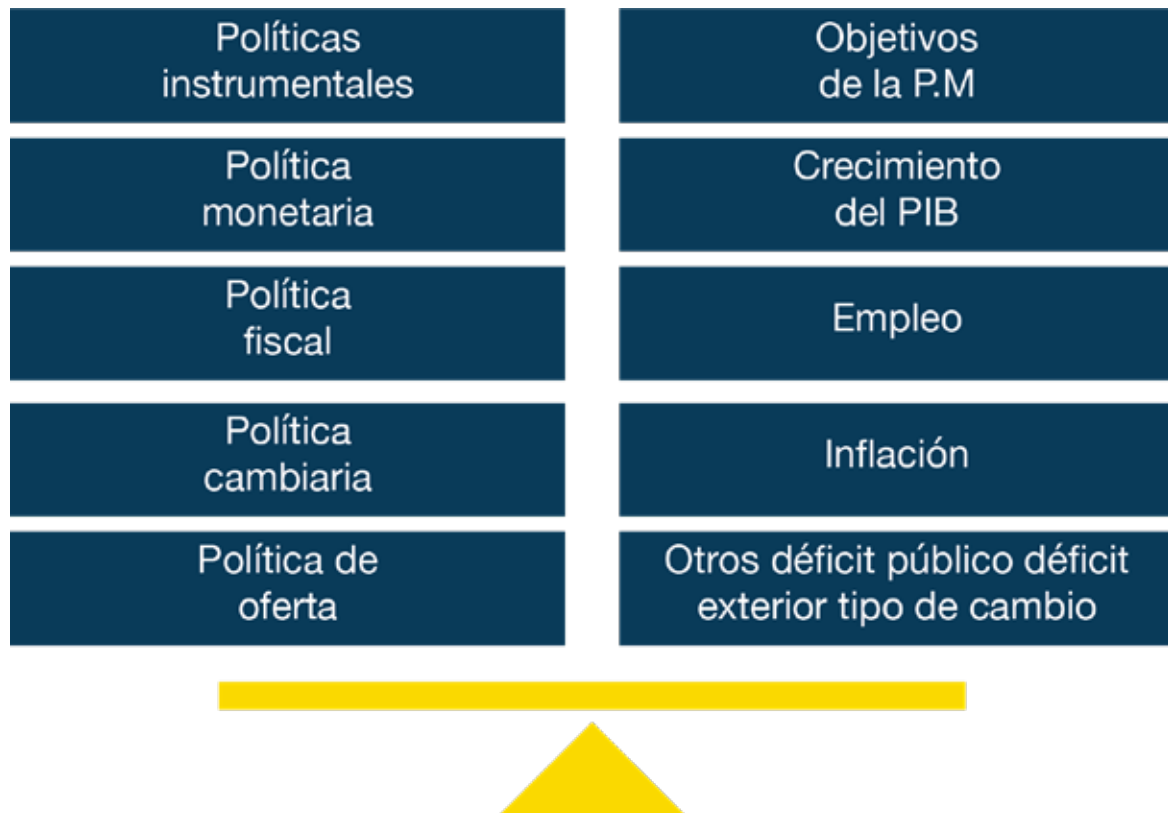 Políticas
instrumentales
Objetivos
de la P.M
Política
monetaria
Crecimiento
del PIB
Política
fiscal
Empleo
Política
cambiaria
Inflación
Política de
oferta
Otros déficit público déficit
exterior tipo de cambio